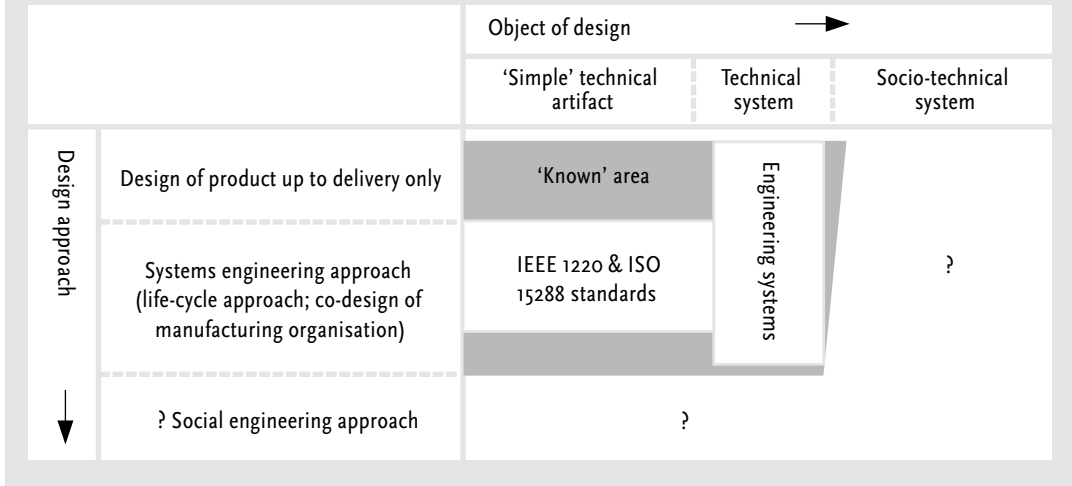 Object of design
‘Simple’ technical
artifact
Technical
system
Socio-technical
system
Design approach
Design of product up to delivery only
‘Known’ area
Engineering systems
Systems engineering approach
(life-cycle approach; co-design of
manufacturing organisation)
IEEE 1220 & ISO
15288 standards
?
? Social engineering approach
?